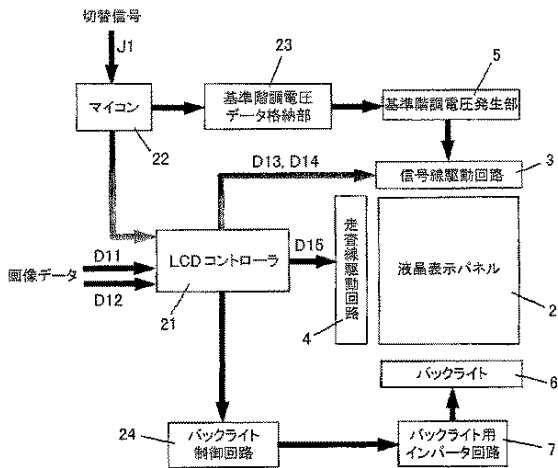 切替信号
J1
23
5
マイコン
基準階調電圧
データ格納部
基準階調電圧発生部
22
3
D13, D14
信号線駆動回路
D11
画像データ
D12
LCDコントローラ
D15
走査線駆動回路
液晶表示パネル
21
4
2
バックライト
6
24
バックライト
制御回路
バックライト用
インバータ回路
7